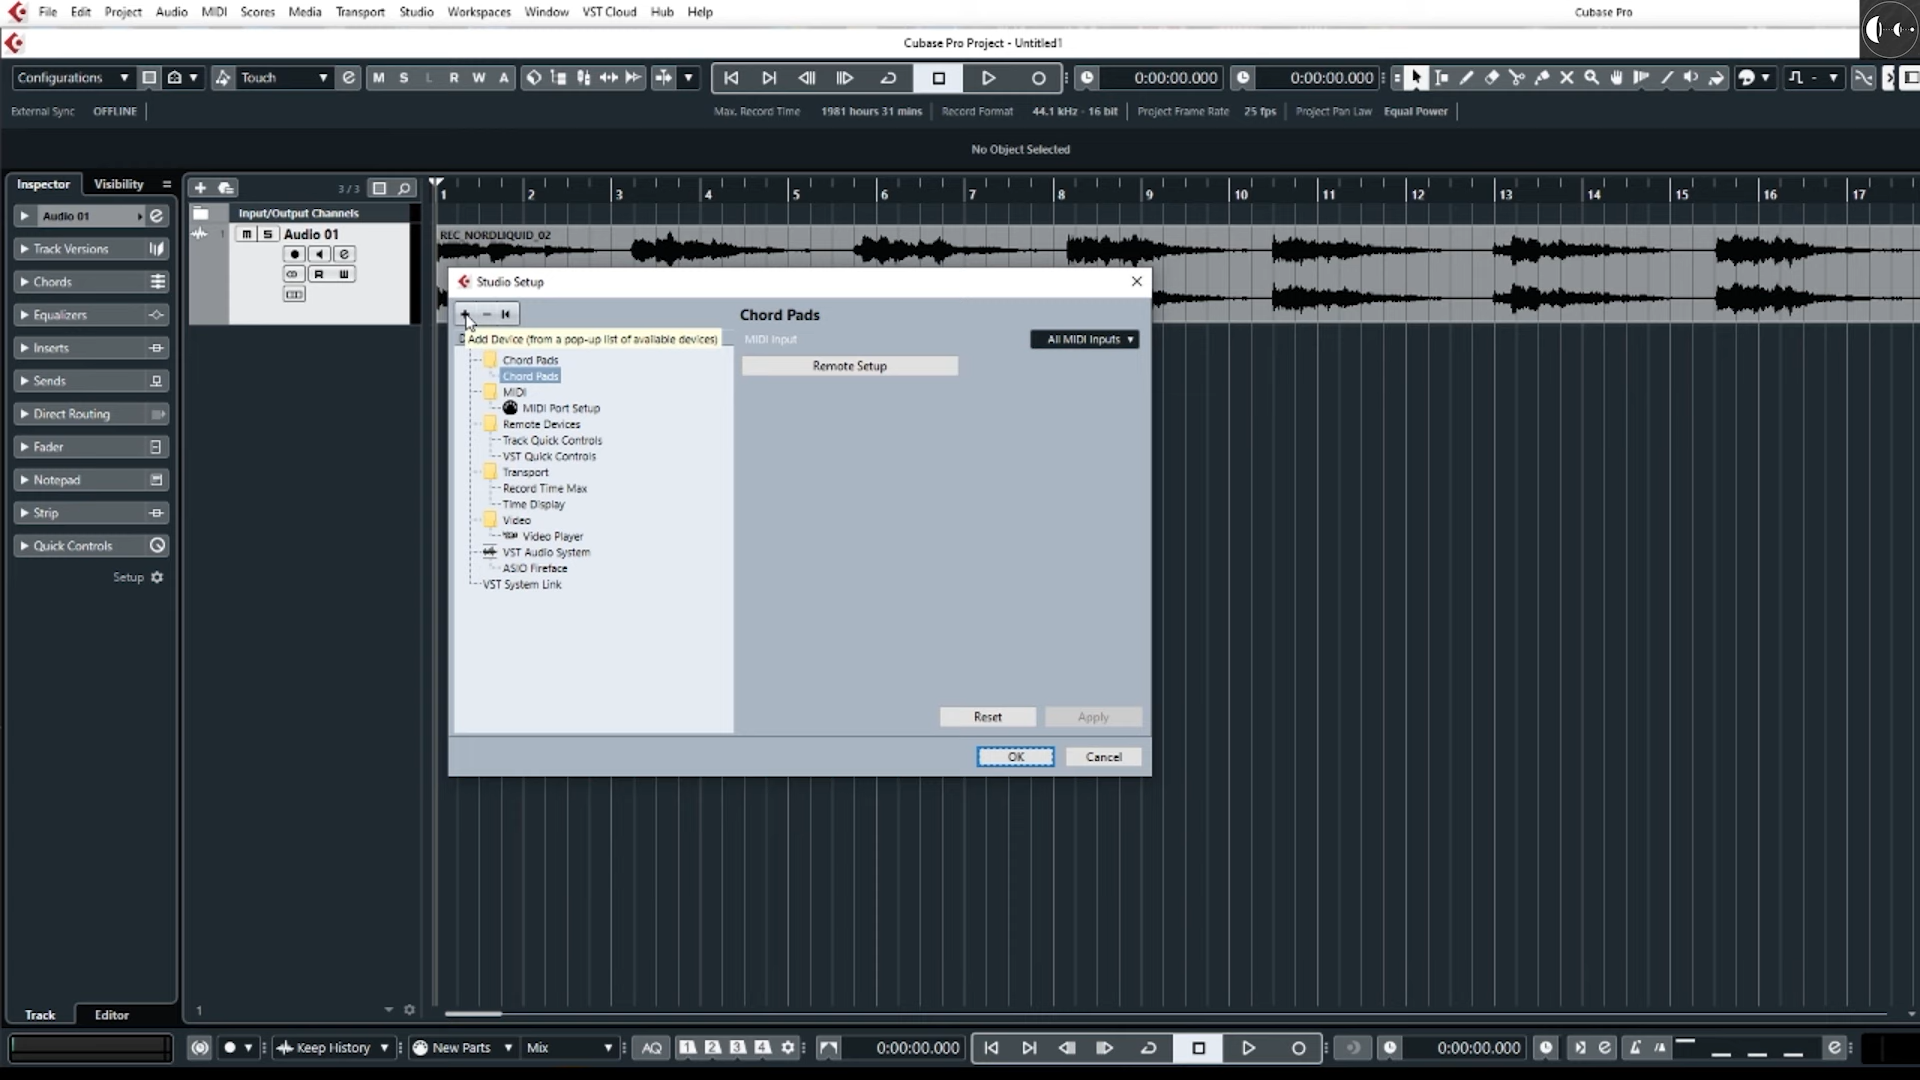 File Edit Project Audio MIDI Scores Media Transport Studio Workspaces Window VST Cloud Hub Help Cubase Pro
Cubase Pro Project - Untitled1
Configurations Touch M S L R W A 0:00:00.000 0:00:00.000
External Sync OFFLINE Max. Record Time 1981 hours 31 mins Record Format 44.1 kHz - 16 bit Project Frame Rate 25 fps Project Pan Law Equal Power
No Object Selected
Inspector Visibility 3 / 3 1 2 3 4 5 6 7 8 9 10 11 12 13 14 15 16 17
Audio 01
Input/Output Channels
1 m S Audio 01
R
REC_NORDLIQUID_02
Track Versions
Chords
Equalizers
Inserts
Sends
Direct Routing
Fader
Notepad
Strip
Quick Controls
Setup
Studio Setup
Add Device (from a pop-up list of available devices)
Chord Pads
Chord Pads
MIDI
MIDI Port Setup
Remote Devices
Track Quick Controls
VST Quick Controls
Transport
Record Time Max
Time Display
Video
Video Player
VST Audio System
ASIO Fireface
VST System Link
Chord Pads
MIDI Input All MIDI Inputs
Remote Setup
Reset Apply
OK Cancel
Track Editor 1
Keep History New Parts Mix AQ 1 2 3 4 0:00:00.000 0:00:00.000